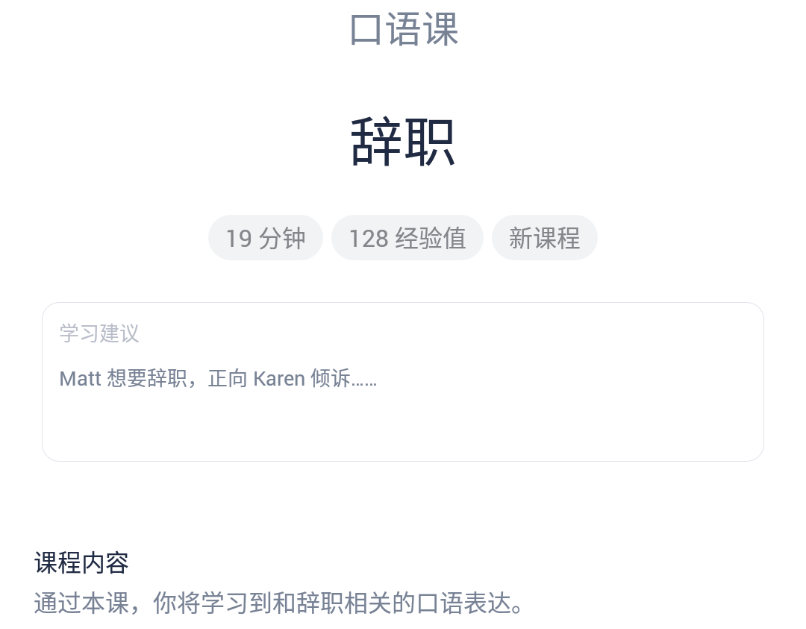 口语课
辞职
19 分钟 128 经验值 新课程
学习建议
Matt 想要辞职，正向 Karen 倾诉……
课程内容
通过本课，你将学习到和辞职相关的口语表达。